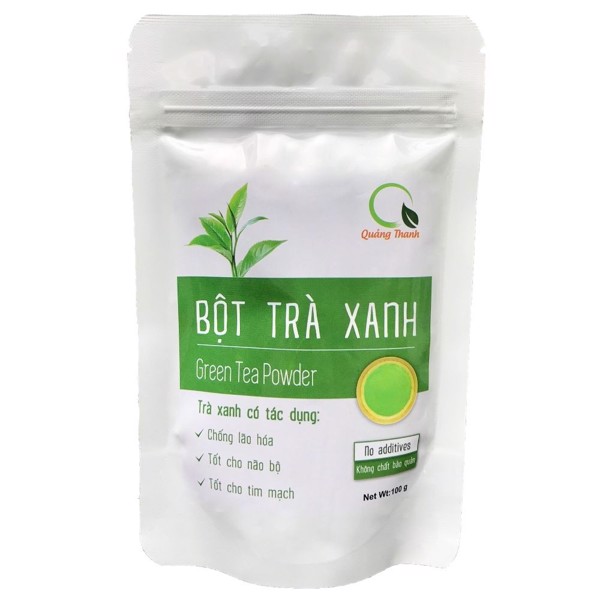 Quảng Thanh
BỘT TRÀ XANH
Green Tea Powder
Trà xanh có tác dụng:
✓ Chống lão hóa
✓ Tốt cho não bộ
✓ Tốt cho tim mạch
No additives
Không chất bảo quản
Net Wt:100 g